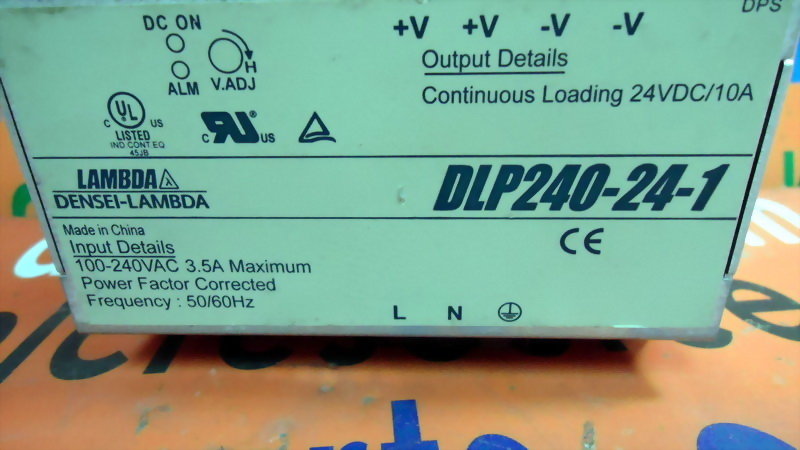 DPS
DC ON
+V +V -V -V
H
ALM V.ADJ
Output Details
Continuous Loading 24VDC/10A
C UL US
LISTED
IND CONT EQ
45JB
C RU US
LAMBDA
DENSEI-LAMBDA
DLP240-24-1
Made in China
Input Details
100-240VAC 3.5A Maximum
Power Factor Corrected
Frequency : 50/60Hz
CE
L N